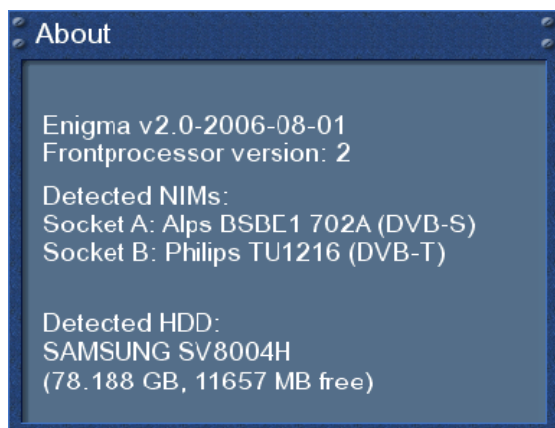 About
Enigma v2.0-2006-08-01
Frontprocessor version: 2
Detected NIMs:
Socket A: Alps BSBE1 702A (DVB-S)
Socket B: Philips TU1216 (DVB-T)
Detected HDD:
SAMSUNG SV8004H
(78.188 GB, 11657 MB free)